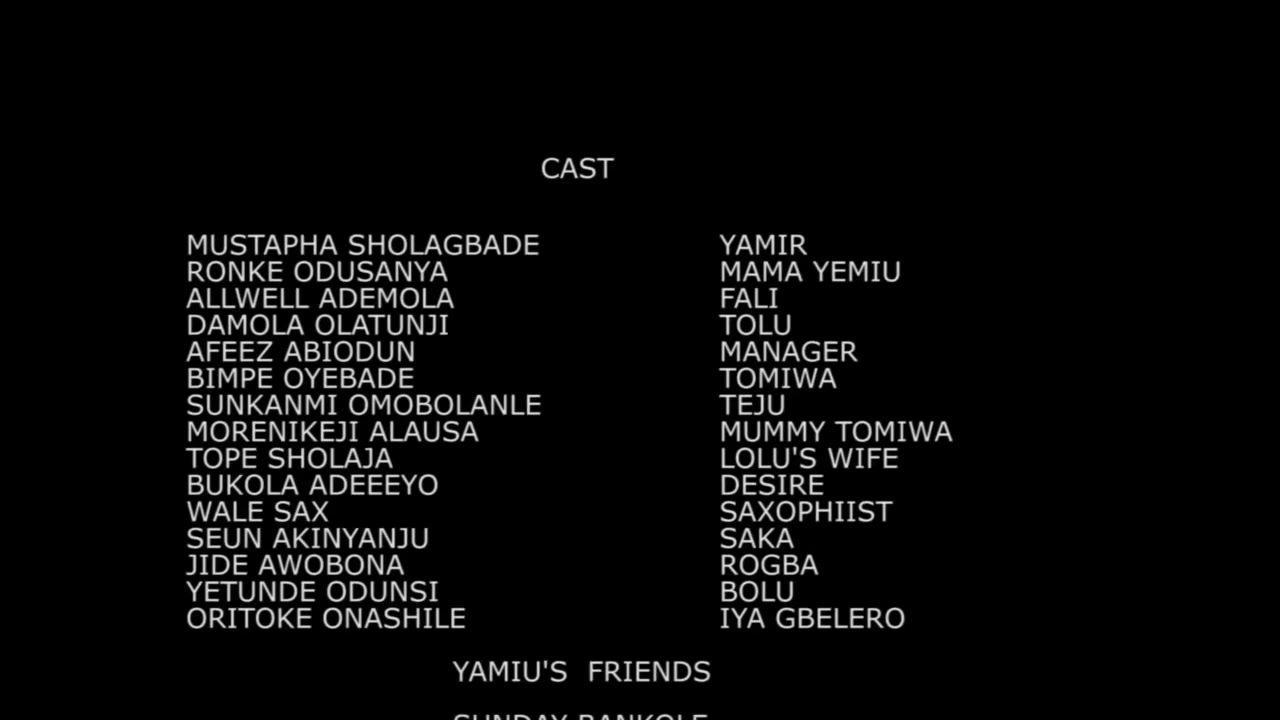 CAST
MUSTAPHA SHOLAGBADE YAMIR
RONKE ODUSANYA MAMA YEMIU
ALLWELL ADEMOLA FALI
DAMOLA OLATUNJI TOLU
AFEEZ ABIODUN MANAGER
BIMPE OYEBADE TOMIWA
SUNKANMI OMOBOLANLE TEJU
MORENIKEJI ALAUSA MUMMY TOMIWA
TOPE SHOLAJA LOLU'S WIFE
BUKOLA ADEEEYO DESIRE
WALE SAX SAXOPHIIST
SEUN AKINYANJU SAKA
JIDE AWOBONA ROGBA
YETUNDE ODUNSI BOLU
ORITOKE ONASHILE IYA GBELERO
YAMIU'S FRIENDS
SUNDAY BANKOLE